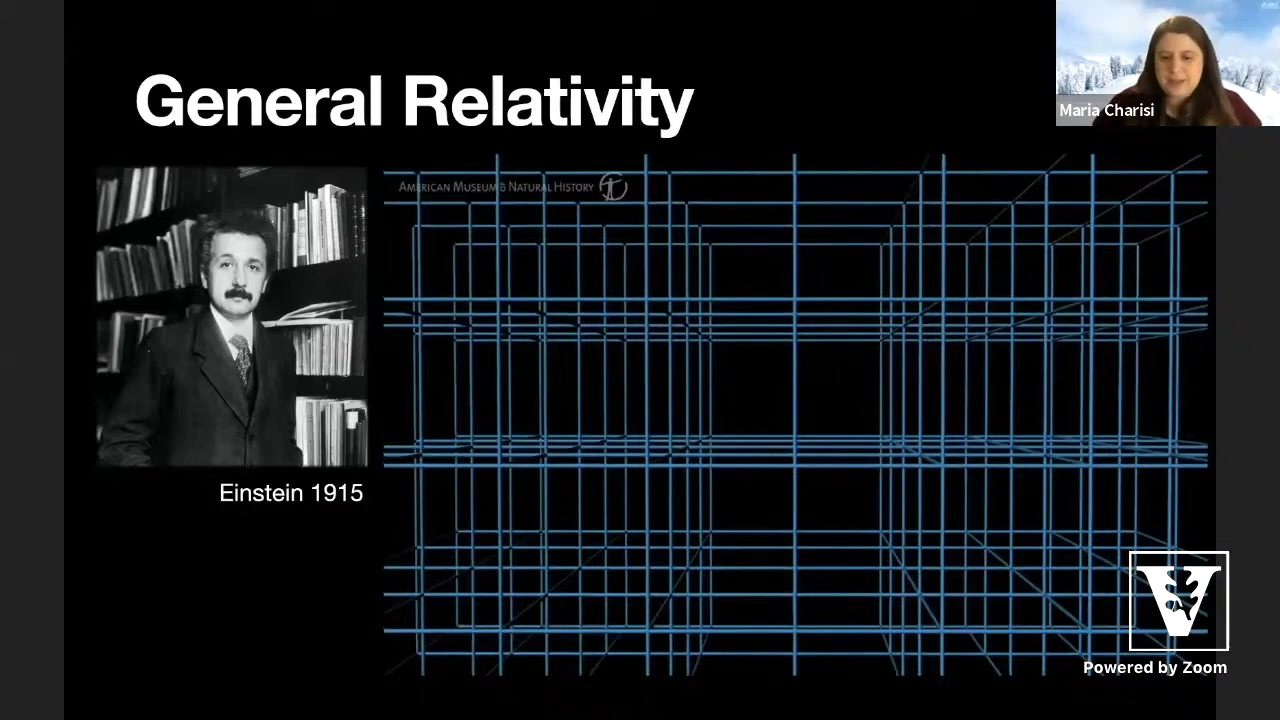 General Relativity
Maria Charisi
American Museum & Natural History
Einstein 1915
V
Powered by Zoom